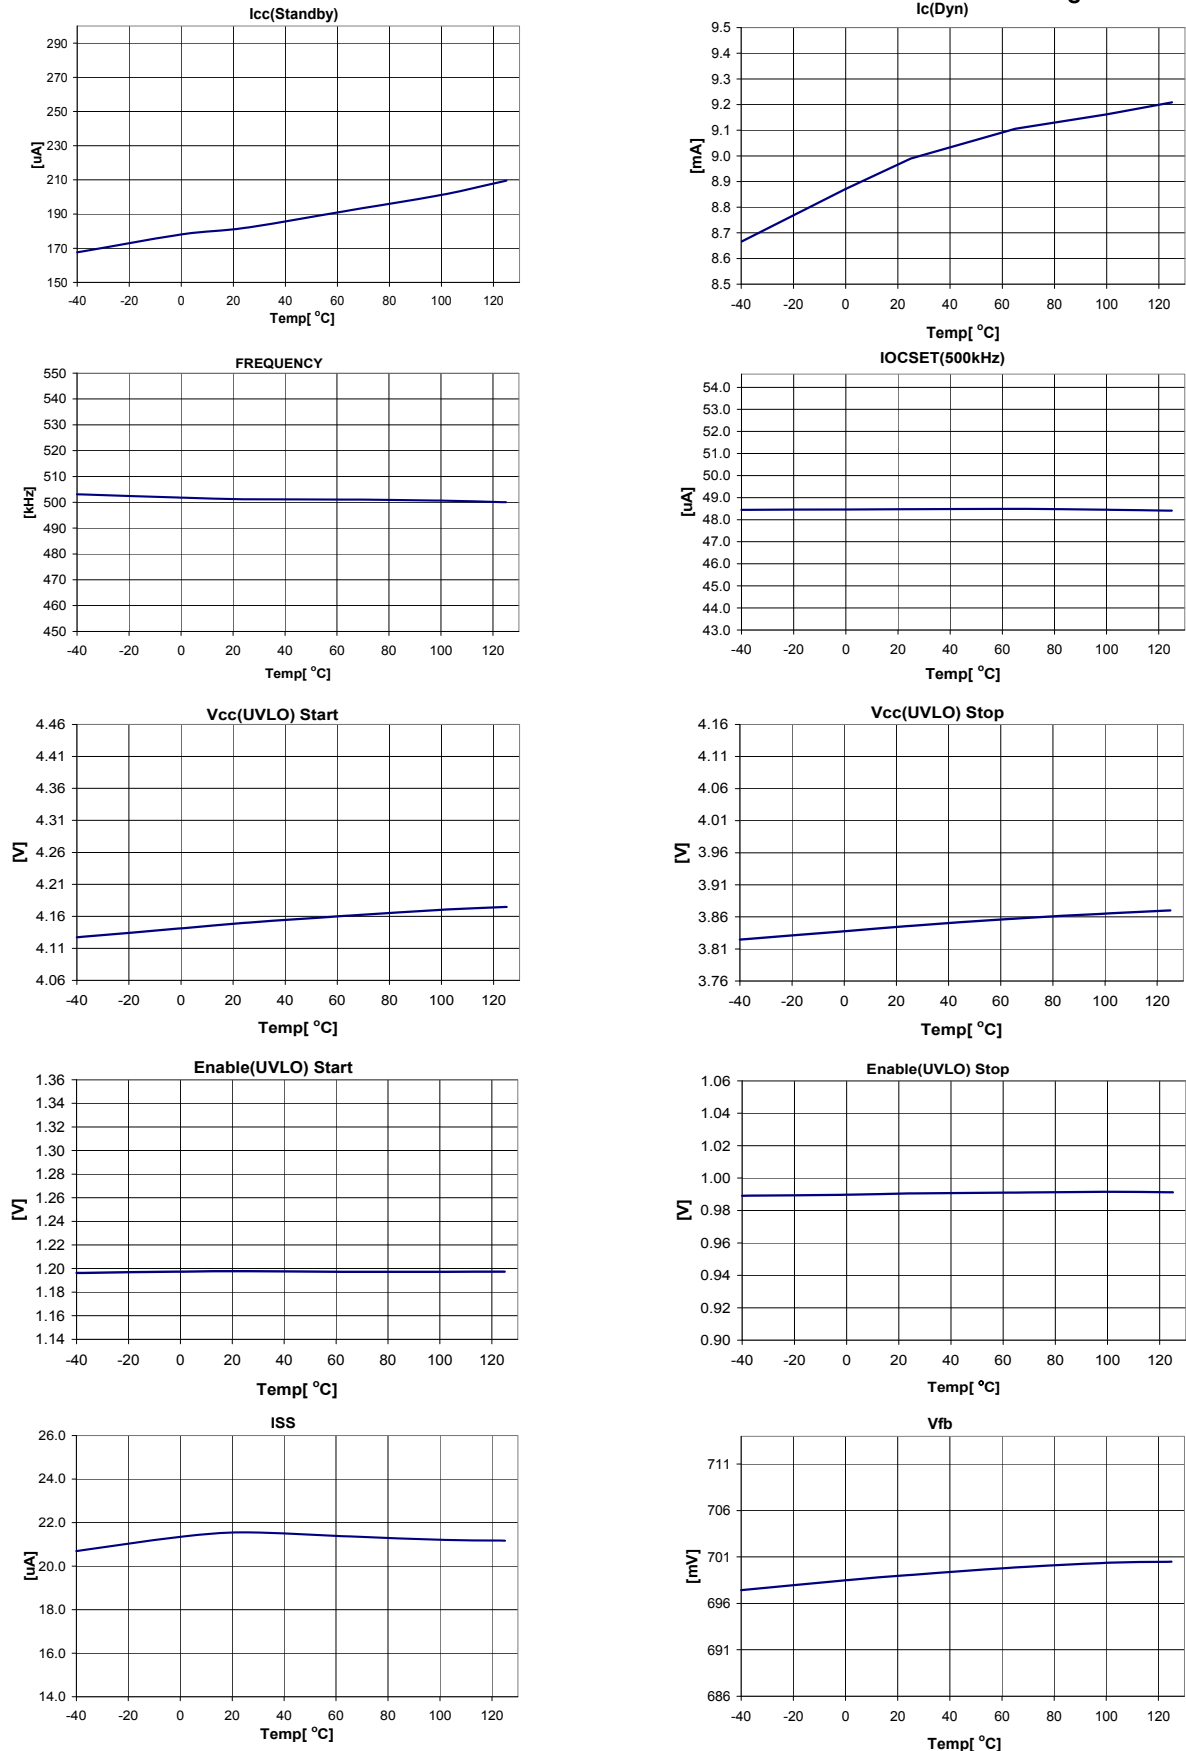 Icc(Standby)
290
270
250
230
210
190
170
150
[uA]
-40 -20 0 20 40 60 80 100 120
Temp[ °C]
Ic(Dyn)
9.5
9.4
9.3
9.2
9.1
9.0
8.9
8.8
8.7
8.6
8.5
[mA]
-40 -20 0 20 40 60 80 100 120
Temp[ °C]
FREQUENCY
550
540
530
520
510
500
490
480
470
460
450
[kHz]
-40 -20 0 20 40 60 80 100 120
Temp[ °C]
IOCSET(500kHz)
54.0
53.0
52.0
51.0
50.0
49.0
48.0
47.0
46.0
45.0
44.0
43.0
[uA]
-40 -20 0 20 40 60 80 100 120
Temp[ °C]
Vcc(UVLO) Start
4.46
4.41
4.36
4.31
4.26
4.21
4.16
4.11
4.06
[V]
-40 -20 0 20 40 60 80 100 120
Temp[ °C]
Vcc(UVLO) Stop
4.16
4.11
4.06
4.01
3.96
3.91
3.86
3.81
3.76
[V]
-40 -20 0 20 40 60 80 100 120
Temp[ °C]
Enable(UVLO) Start
1.36
1.34
1.32
1.30
1.28
1.26
1.24
1.22
1.20
1.18
1.16
1.14
[V]
-40 -20 0 20 40 60 80 100 120
Temp[ °C]
Enable(UVLO) Stop
1.06
1.04
1.02
1.00
0.98
0.96
0.94
0.92
0.90
[V]
-40 -20 0 20 40 60 80 100 120
Temp[ °C]
ISS
26.0
24.0
22.0
20.0
18.0
16.0
14.0
[uA]
-40 -20 0 20 40 60 80 100 120
Temp[ °C]
Vfb
711
706
701
696
691
686
[mV]
-40 -20 0 20 40 60 80 100 120
Temp[ °C]